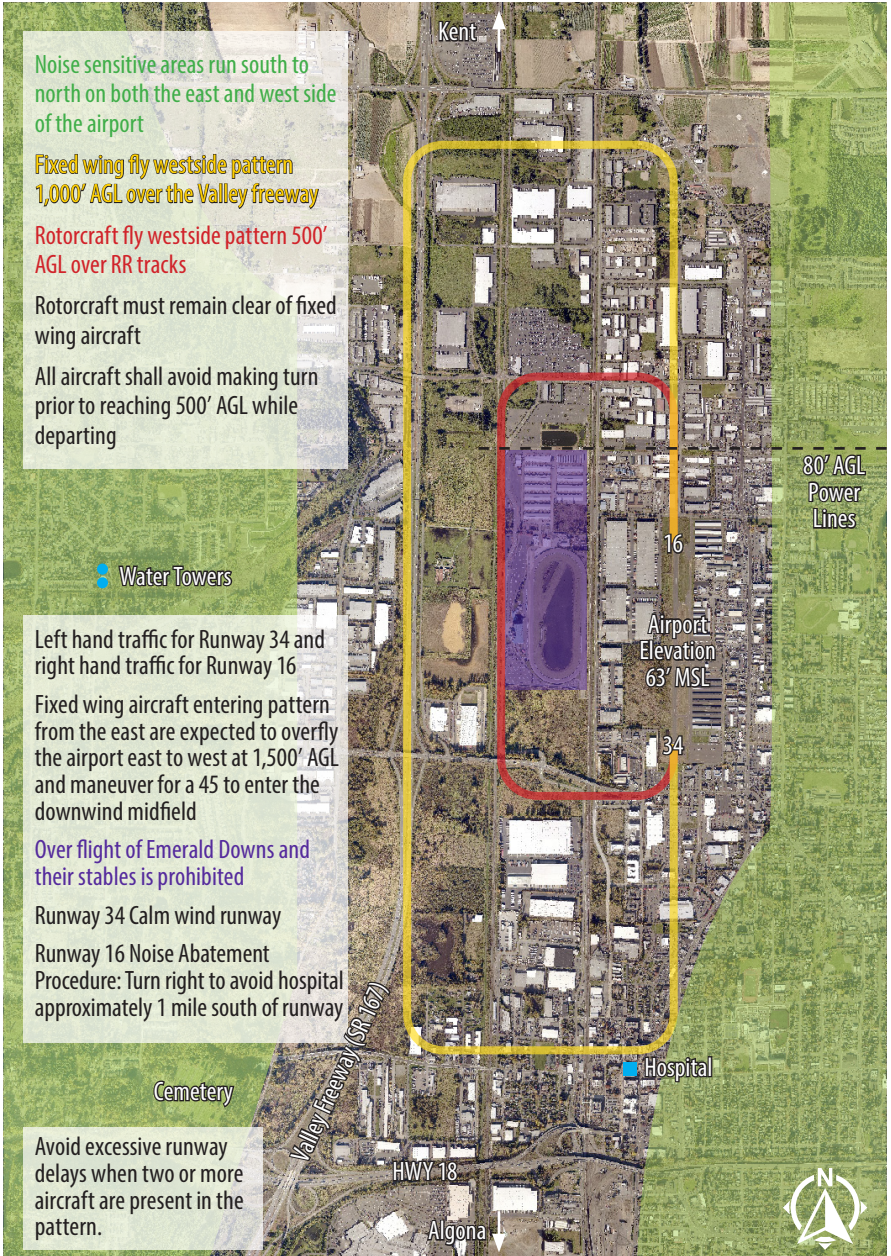 Kent
Noise sensitive areas run south to
north on both the east and west side
of the airport
Fixed wing fly westside pattern
1,000’ AGL over the Valley freeway
Rotorcraft fly westside pattern 500’
AGL over RR tracks
Rotorcraft must remain clear of fixed
wing aircraft
All aircraft shall avoid making turn
prior to reaching 500’ AGL while
departing
80’ AGL
Power
Lines
16
Water Towers
Airport
Elevation
63’ MSL
34
Left hand traffic for Runway 34 and
right hand traffic for Runway 16
Fixed wing aircraft entering pattern
from the east are expected to overfly
the airport east to west at 1,500’ AGL
and maneuver for a 45 to enter the
downwind midfield
Over flight of Emerald Downs and
their stables is prohibited
Runway 34 Calm wind runway
Runway 16 Noise Abatement
Procedure: Turn right to avoid hospital
approximately 1 mile south of runway
Valley Freeway (SR 167)
Hospital
Cemetery
Avoid excessive runway
delays when two or more
aircraft are present in the
pattern.
HWY 18
Algona
N